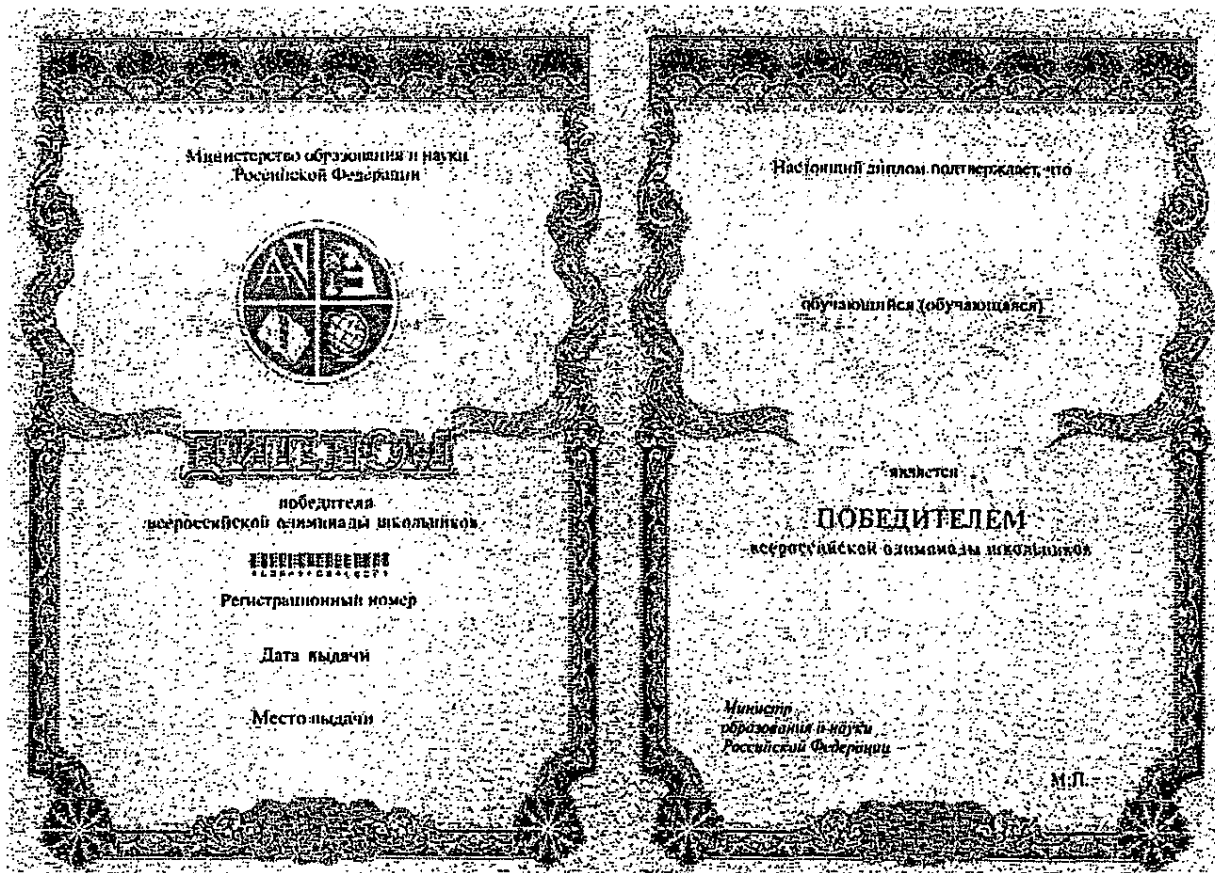 Министерство образования и науки
Российской Федерации
ДИПЛОМ
победителя
всероссийской олимпиады школьников
Регистрационный номер
Дата выдачи
Место выдачи
Настоящий диплом подтверждает, что
обучающийся (обучающаяся)
является
ПОБЕДИТЕЛЕМ
всероссийской олимпиады школьников
Министр
образования и науки
Российской Федерации
М.П.